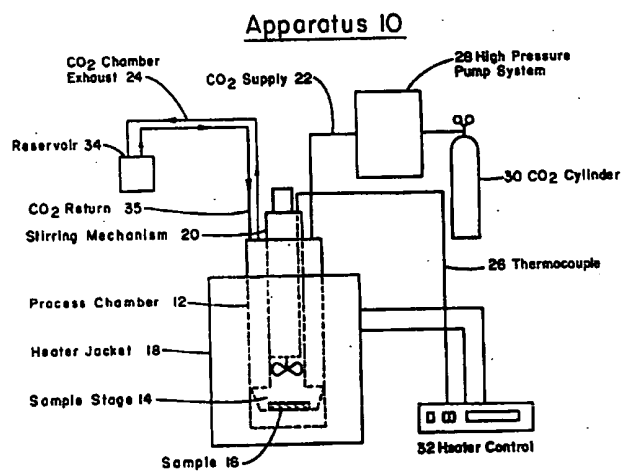 Apparatus 10
CO2 Chamber
Exhaust 24
CO2 Supply 22
28 High Pressure
Pump System
Reservoir 34
30 CO2 Cylinder
CO2 Return 35
Stirring Mechanism 20
26 Thermocouple
Process Chamber 12
Heater Jacket 18
Sample Stage 14
32 Heater Control
Sample 16